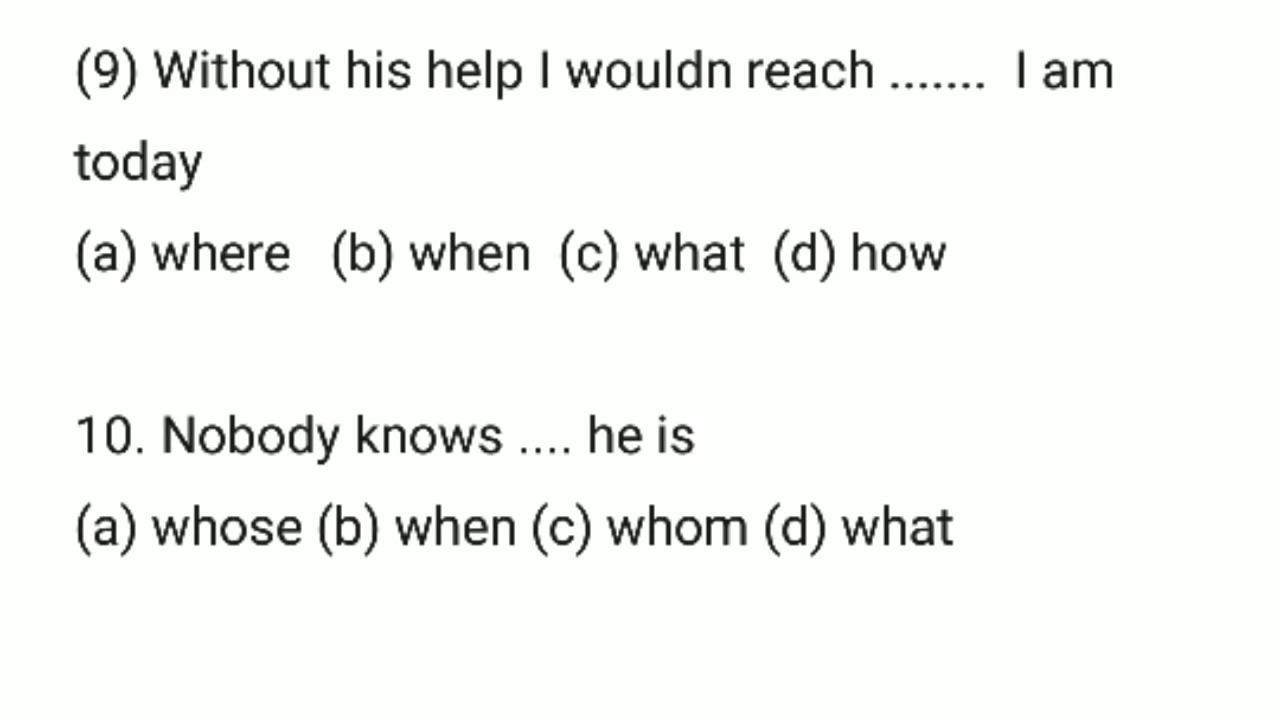 (9) Without his help I wouldn reach ....... I am
today
(a) where (b) when (c) what (d) how
10. Nobody knows .... he is
(a) whose (b) when (c) whom (d) what